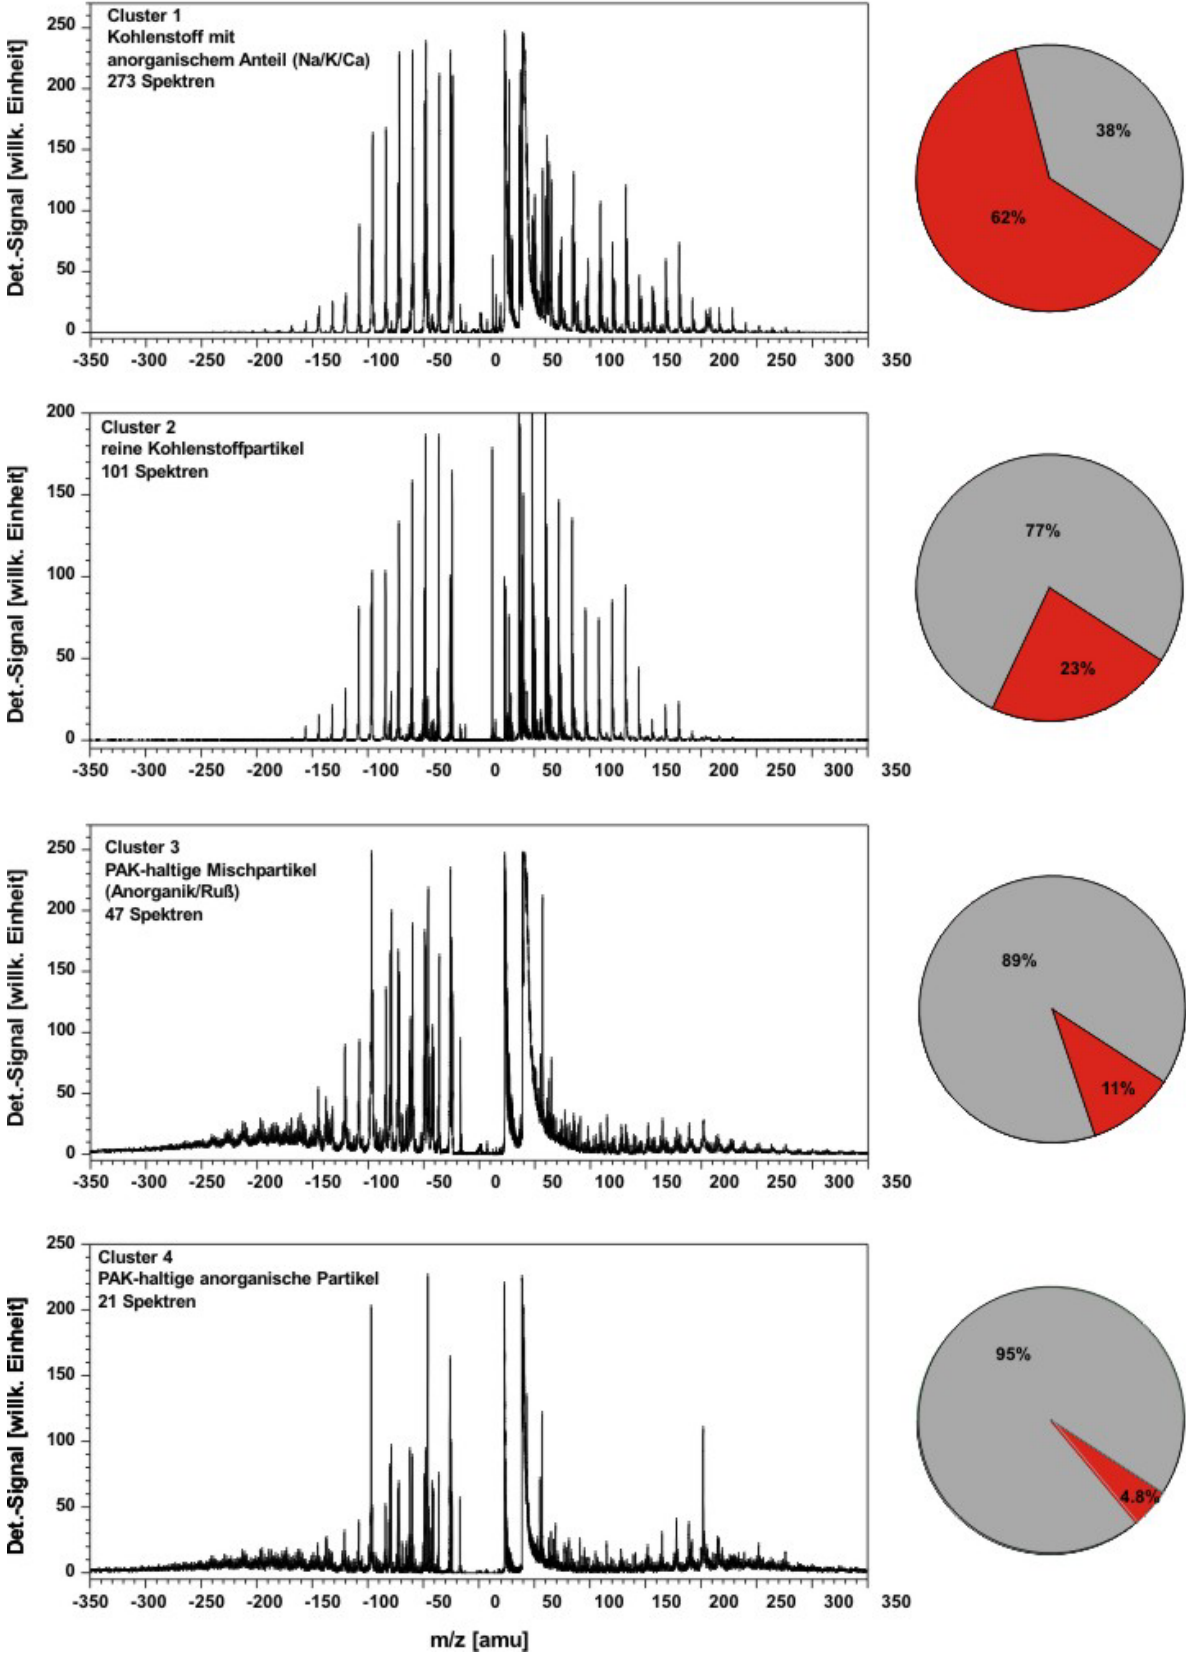 Cluster 1
Kohlenstoff mit
anorganischem Anteil (Na/K/Ca)
273 Spektren
Det.-Signal [willk. Einheit]
250
200
150
100
50
0
-350 -300 -250 -200 -150 -100 -50 0 50 100 150 200 250 300 350
38%
62%
Cluster 2
reine Kohlenstoffpartikel
101 Spektren
Det.-Signal [willk. Einheit]
200
150
100
50
0
-350 -300 -250 -200 -150 -100 -50 0 50 100 150 200 250 300 350
77%
23%
Cluster 3
PAK-haltige Mischpartikel
(Anorganik/Ruß)
47 Spektren
Det.-Signal [willk. Einheit]
250
200
150
100
50
0
-350 -300 -250 -200 -150 -100 -50 0 50 100 150 200 250 300 350
89%
11%
Cluster 4
PAK-haltige anorganische Partikel
21 Spektren
Det.-Signal [willk. Einheit]
250
200
150
100
50
0
-350 -300 -250 -200 -150 -100 -50 0 50 100 150 200 250 300 350
m/z [amu]
95%
4.8%